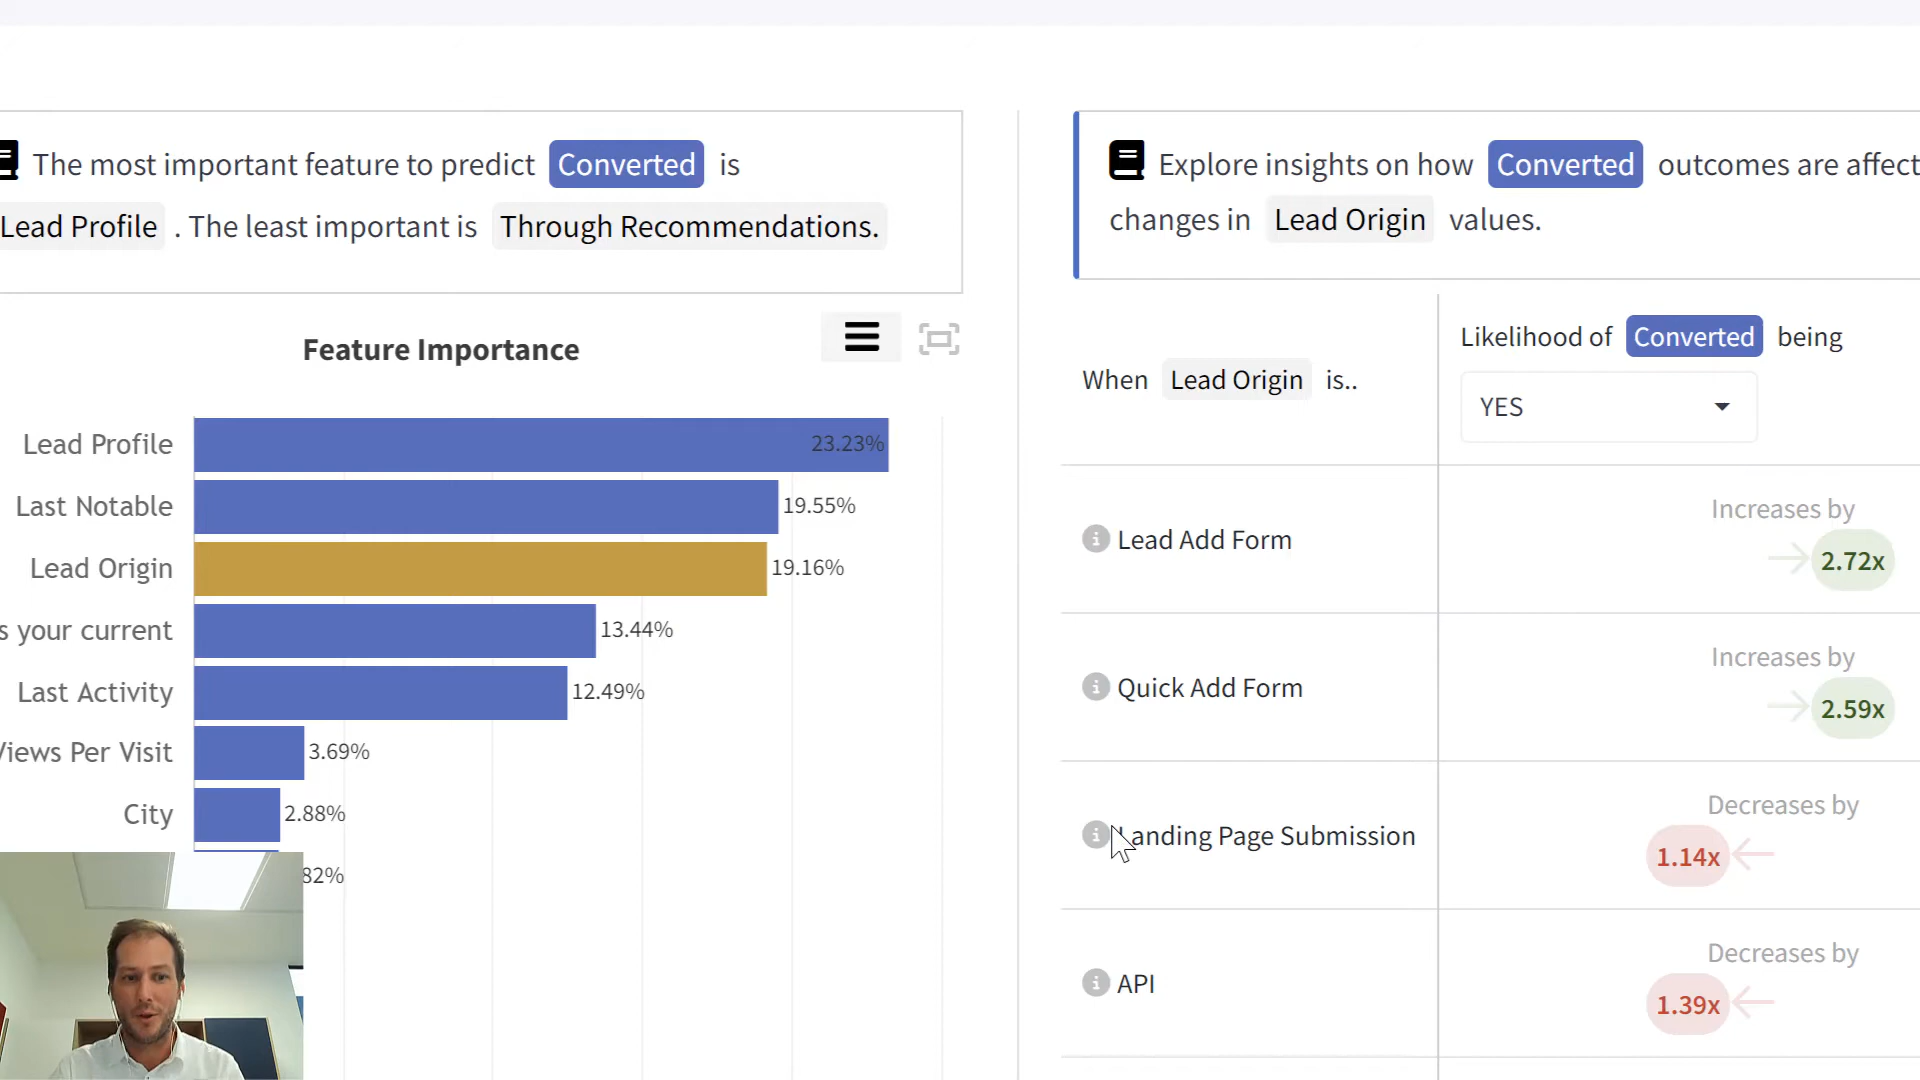 The most important feature to predict Converted is
Lead Profile . The least important is Through Recommendations.
Feature Importance
Lead Profile 23.23%
Last Notable 19.55%
Lead Origin 19.16%
s your current 13.44%
Last Activity 12.49%
Views Per Visit 3.69%
City 2.88%
82%
Explore insights on how Converted outcomes are affect
changes in Lead Origin values.
When Lead Origin is..
Likelihood of Converted being
YES
Lead Add Form
Increases by
2.72x
Quick Add Form
Increases by
2.59x
Landing Page Submission
Decreases by
1.14x
API
Decreases by
1.39x